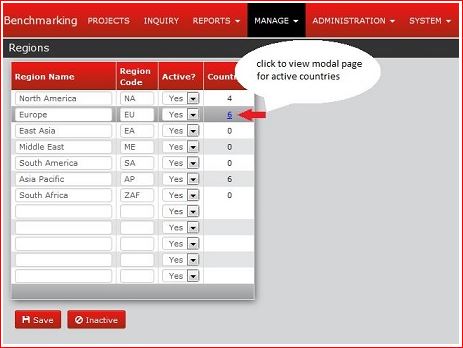 Benchmarking PROJECTS INQUIRY REPORTS MANAGE ADMINISTRATION SYSTEM
Regions
Region Name Region Code Active? Countr
click to view modal page
for active countries
North America NA Yes 4
Europe EU Yes 6
East Asia EA Yes 0
Middle East ME Yes 0
South America SA Yes 0
Asia Pacific AP Yes 6
South Africa ZAF Yes 0
Yes
Yes
Yes
Yes
Yes
Save Inactive